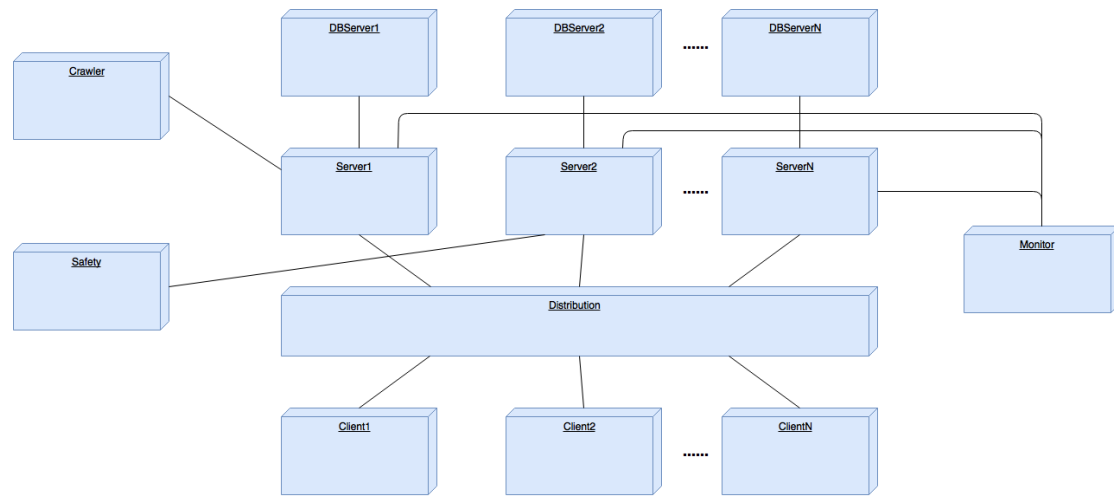 DBServer1
DBServer2
......
DBServerN
Crawler
Server1
Server2
......
ServerN
Safety
Monitor
Distribution
Client1
Client2
......
ClientN